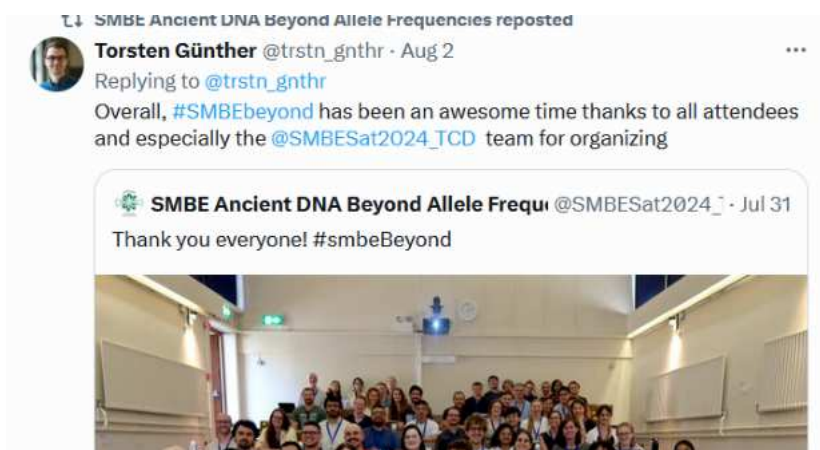 SMBE Ancient DNA Beyond Allele Frequencies reposted
Torsten Günther @trstn_gnthr · Aug 2
Replying to @trstn_gnthr
Overall, #SMBEbeyond has been an awesome time thanks to all attendees
and especially the @SMBESat2024_TCD team for organizing
SMBE Ancient DNA Beyond Allele Frequ @SMBESat2024_ · Jul 31
Thank you everyone! #smbeBeyond